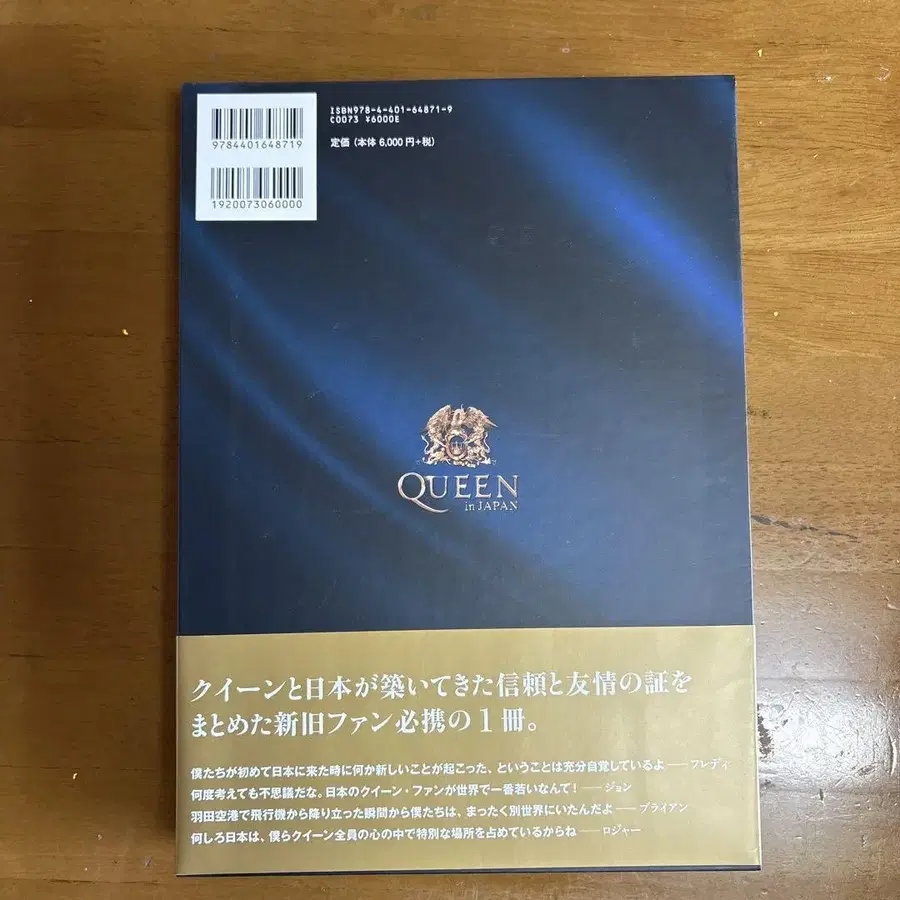 ISBN978-4-401-64871-9
C0073 ¥6000E
定価（本体 6,000 円+税）
9784401648719
1920073060000
QUEEN
in JAPAN
クイーンと日本が築いてきた信頼と友情の証を
まとめた新旧ファン必携の1冊。
僕たちが初めて日本に来た時に何か新しいことが起こった、ということは充分自覚しているよ──フレディ
何度考えても不思議だな。日本のクイーン・ファンが世界で一番若いなんて！──ジョン
羽田空港で飛行機から降り立った瞬間から僕たちは、まったく別世界にいたんだよ──ブライアン
何しろ日本は、僕らクイーン全員の心の中で特別な場所を占めているからね──ロジャー